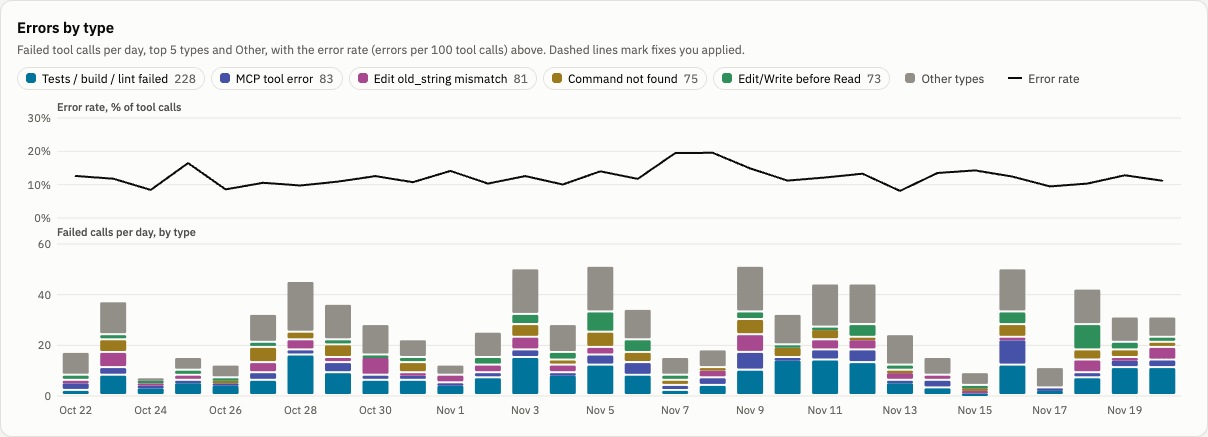 Errors by type
Failed tool calls per day, top 5 types and Other, with the error rate (errors per 100 tool calls) above. Dashed lines mark fixes you applied.
Tests / build / lint failed 228 MCP tool error 83 Edit old_string mismatch 81 Command not found 75 Edit/Write before Read 73 Other types Error rate
Error rate, % of tool calls
30%
20%
10%
0%
Failed calls per day, by type
60
40
20
0
Oct 22 Oct 24 Oct 26 Oct 28 Oct 30 Nov 1 Nov 3 Nov 5 Nov 7 Nov 9 Nov 11 Nov 13 Nov 15 Nov 17 Nov 19